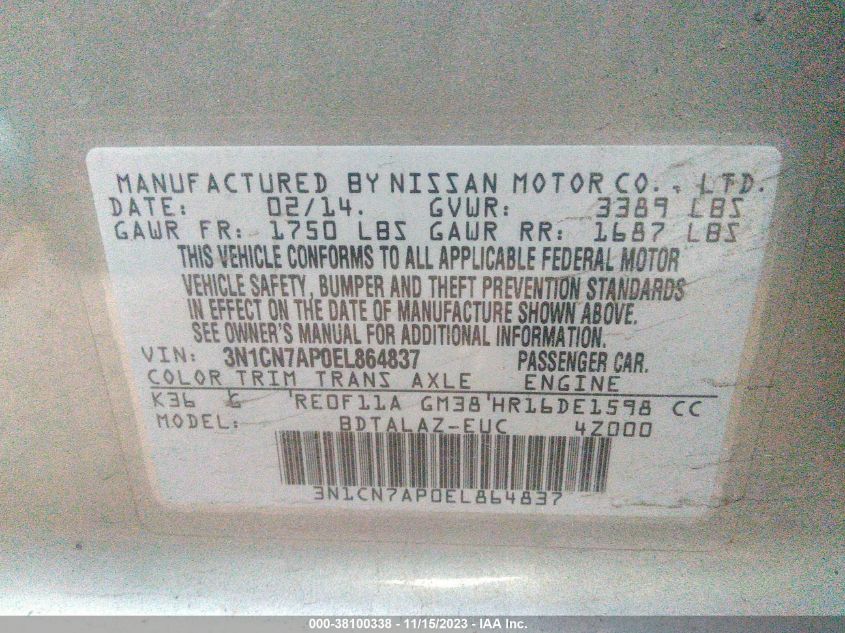 MANUFACTURED BY NISSAN MOTOR CO., LTD.
DATE: 02/14. GVWR: 3389 LBS
GAWR FR: 1750 LBS GAWR RR: 1687 LBS
THIS VEHICLE CONFORMS TO ALL APPLICABLE FEDERAL MOTOR
VEHICLE SAFETY, BUMPER AND THEFT PREVENTION STANDARDS
IN EFFECT ON THE DATE OF MANUFACTURE SHOWN ABOVE.
SEE OWNER'S MANUAL FOR ADDITIONAL INFORMATION.
VIN: 3N1CN7AP0EL864837 PASSENGER CAR.
COLOR TRIM TRANS AXLE ENGINE
K36 G RE0F11A GM38 HR16DE1598 CC
MODEL: BDTALAZ-EUC 4Z000
3N1CN7AP0EL864837
000-38100338 - 11/15/2023 - IAA Inc.